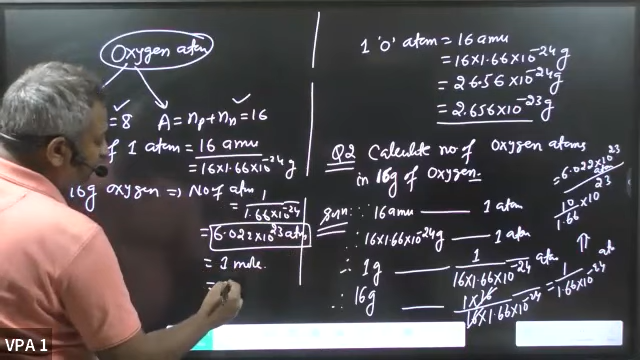 Oxygen atom
= 8 A = np + nn = 16
of 1 atom = 16 amu
= 16×1.66×10⁻²⁴ g
16g oxygen ⇒ No of atm
= 1/1.66×10⁻²⁴
= 6.022×10²³ atm
= 1 mole.
=
1 'O' atom = 16 amu
= 16×1.66×10⁻²⁴ g
= 26.56×10⁻²⁴ g
= 2.656×10⁻²³ g
Q2 Calculate no of Oxygen atoms
in 16g of Oxygen.
Soln : 16 amu — 1 atom
: 16×1.66×10⁻²⁴ g — 1 atom
∴ 1g — 1/16×1.66×10⁻²⁴ atm
∴ 16g — 1×16/16×1.66×10⁻²⁴ = 1/1.66×10⁻²⁴ at
⇑
10/1.66 ×10²³
= 6.022×10²³ atom
VPA 1